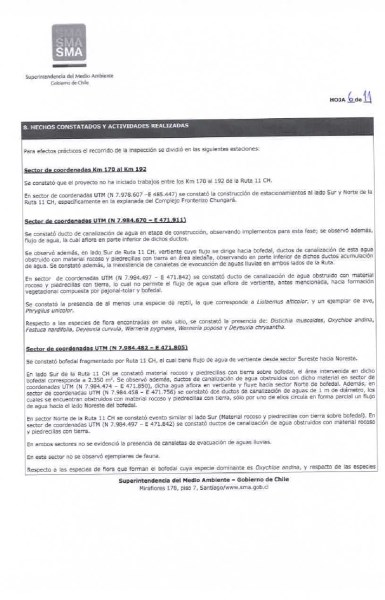 SMA
SMA
SMA
SMA
Superintendencia del Medio Ambiente
Gobierno de Chile
HOJA 6 de 11
8. HECHOS CONSTATADOS Y ACTIVIDADES REALIZADAS
Para efectos prácticos el recorrido de la inspección se dividió en las siguientes estaciones:
Sector de coordenadas Km 170 al Km 192
Se constató que el proyecto no ha iniciado trabajos entre los Km 170 al 192 de la Ruta 11 CH.
En sector de coordenadas UTM (N 7.978.607 –E 485.447) se constató la construcción de estacionamientos al lado Sur y Norte de la
Ruta 11 CH, específicamente en la explanada del Complejo Fronterizo Chungará.
Sector de coordenadas UTM (N 7.984.670 – E 471.911)
Se constató ducto de canalización de agua en etapa de construcción, observando implementos para esta fase; se observó además,
flujo de agua, la cual aflora en parte inferior de dichos ductos.
Se observó además, en lado Sur de Ruta 11 CH, vertiente cuyo flujo se dirige hacia bofedal, ductos de canalización de esta agua
obstruido con material rocoso y piedrecillas con tierra en área aledaña, observando en parte inferior de dichos ductos acumulación
de agua. Se constató además, la inexistencia de canaletas de evacuación de aguas lluvias en ambos lados de la Ruta.
En sector de coordenadas UTM (N 7.984.474 – E 471.842) se constató ducto de canalización de agua obstruido con material
rocoso y piedrecillas con tierra, lo cual no permite el flujo de agua que aflora de vertiente, antes mencionada, hacia formación
vegetacional compuesta por pajonal-tolar y bofedal.
Se constató la presencia de al menos una especie de reptil, la que corresponde a Liolaemus alticolor, y un ejemplar de ave,
Phrygilus atriceps.
Respecto a las especies de flora encontradas en este sitio, se constató la presencia de: Distichia muscoides, Oxychloe andina,
Festuca nardifolia, Deyeuxia curvula, Werneria pygmaea, Werneria poposa y Deyeuxia chrysantha.
Sector de coordenadas UTM (N 7.984.482 – E 471.805)
Se constató bofedal fragmentado por Ruta 11 CH, al cual tiene flujo de agua de vertiente desde sector Sureste hacia Noreste.
En lado Sur de la Ruta 11 CH se constató material rocoso y piedrecillas con tierra sobre bofedal, el área intervenida en dicho
bofedal corresponde a 2.350 m². Se observó además, ductos de canalización de agua obstruidos con dicho material en sector de
coordenadas UTM (N 7.984.474 – E 471.850), dicha agua aflora en vertiente y fluye hacia sector Norte de bofedal. Además, en
sector de coordenadas UTM (N 7.984.471 –E 471.756) se constató dos ductos de canalización de aguas de 1 m de diámetro, los
cuales se encuentran obstruidos con material rocoso y piedrecillas con tierra, sólo por uno de ellos circula en forma parcial un flujo
de agua hacia el lado Noreste del bofedal.
En sector Norte de la Ruta 11 CH se constató evento similar al lado Sur (Material rocoso y piedrecillas con tierra sobre bofedal). En
Sector de coordenadas UTM (N 7.984.497 – E 471.842) se constató ductos de canalización de agua obstruidos con material rocoso
y piedrecillas con tierra.
En ambos sectores no se evidenció la presencia de canaletas de evacuación de aguas lluvias.
En este sector no se observó ejemplares de fauna.
Respecto a las especies de flora que forman el bofedal cuya especie dominante es Oxychloe andina, y respecto de las especies
Superintendencia del Medio Ambiente – Gobierno de Chile
Miraflores 178, piso 7, Santiago/www.sma.gob.cl